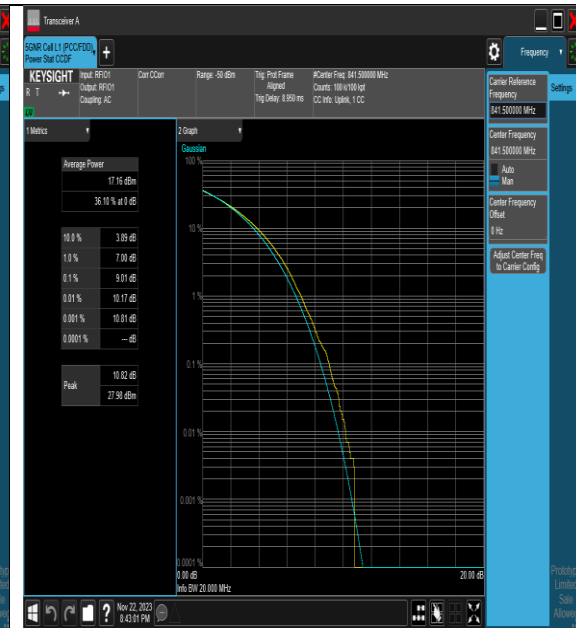 Transceiver A
5GNR Cell L1 (PCC/FDD),
Power Stat CCDF
+
Frequency
KEYSIGHT
R T
Input: RFIO1
Output: RFIO1
Coupling: AC
Corr CCorr
Range: -50 dBm
Trig: Prot Frame
Aligned
Trig Delay: 8.950 ms
#Center Freq: 841.500000 MHz
Counts: 100 k/100 kpt
CC Info: Uplink, 1 CC
Carrier Reference
Frequency
841.500000 MHz
Settings
Center Frequency
841.500000 MHz
Auto
Man
Center Frequency
Offset
0 Hz
Adjust Center Freq
to Carrier Config
1 Metrics
Average Power
17.16 dBm
36.10 % at 0 dB
10.0 % 3.89 dB
1.0 % 7.00 dB
0.1 % 9.01 dB
0.01 % 10.17 dB
0.001 % 10.81 dB
0.0001 % --- dB
Peak
10.82 dB
27.98 dBm
2 Graph
Gaussian
100 %
10 %
1 %
0.1 %
0.01 %
0.001 %
0.0001 %
0.00 dB
20.00 dB
Info BW 20.000 MHz
Nov 22, 2023
8:43:01 PM
?